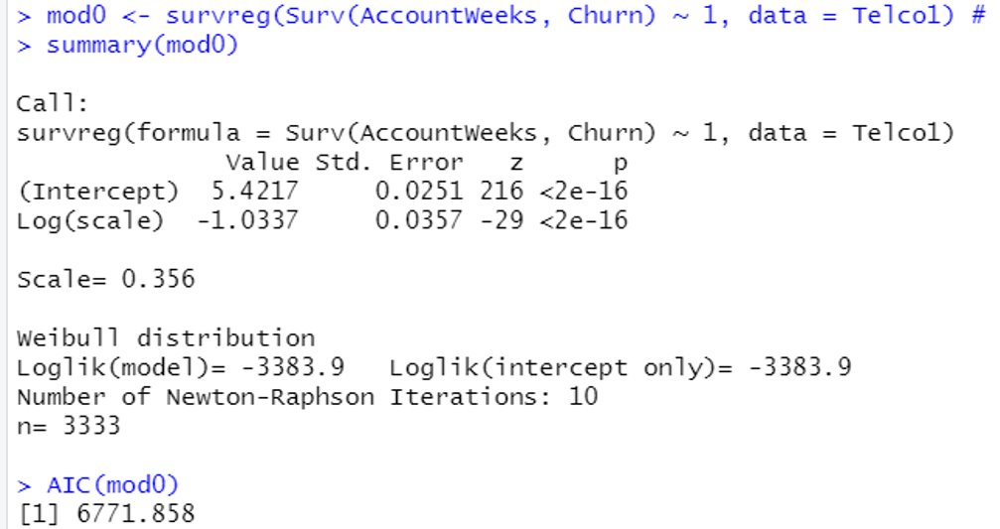 > mod0 <- survreg(Surv(AccountWeeks, Churn) ~ 1, data = Telco1) #
> summary(mod0)
Call:
survreg(formula = Surv(AccountWeeks, Churn) ~ 1, data = Telco1)
Value Std. Error z p
(Intercept) 5.4217 0.0251 216 <2e-16
Log(scale) -1.0337 0.0357 -29 <2e-16
Scale= 0.356
Weibull distribution
Loglik(model)= -3383.9 Loglik(intercept only)= -3383.9
Number of Newton-Raphson Iterations: 10
n= 3333
> AIC(mod0)
[1] 6771.858